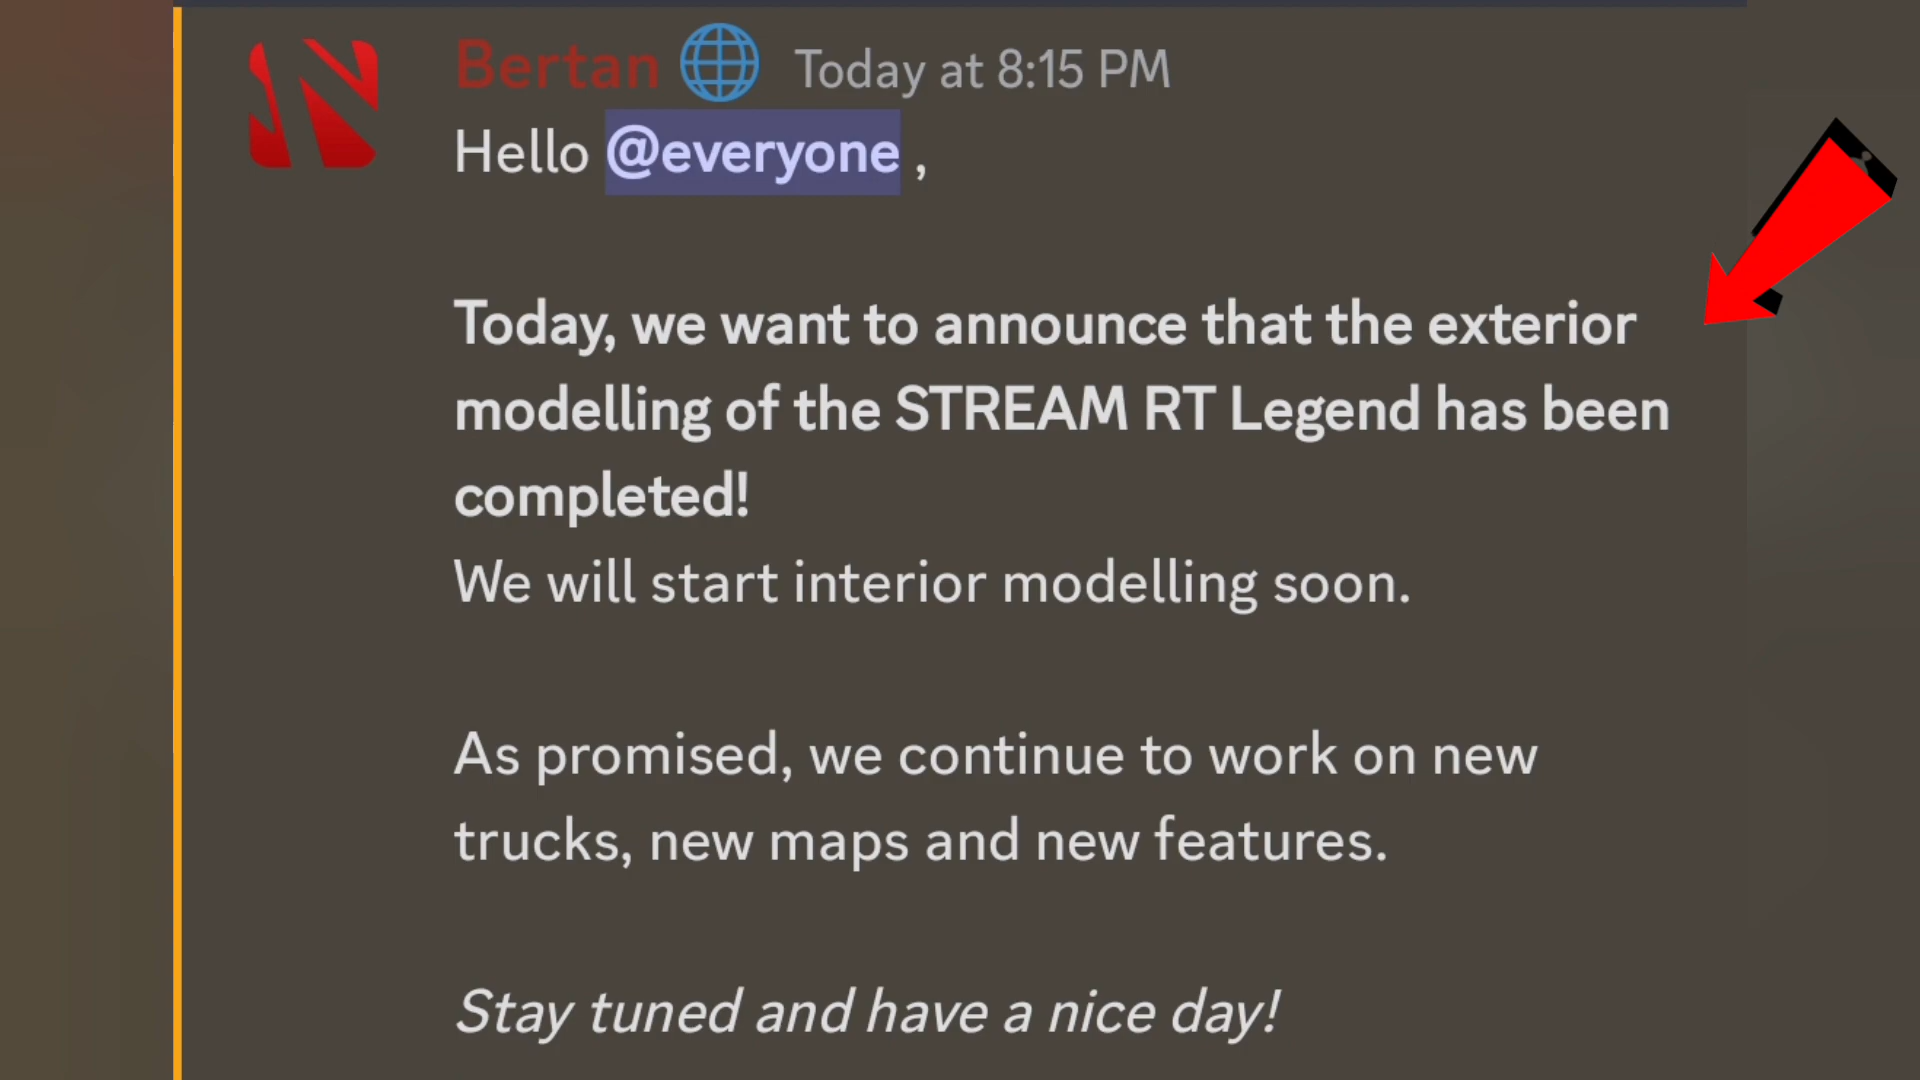 Bertan Today at 8:15 PM
Hello @everyone ,
Today, we want to announce that the exterior
modelling of the STREAM RT Legend has been
completed!
We will start interior modelling soon.
As promised, we continue to work on new
trucks, new maps and new features.
Stay tuned and have a nice day!